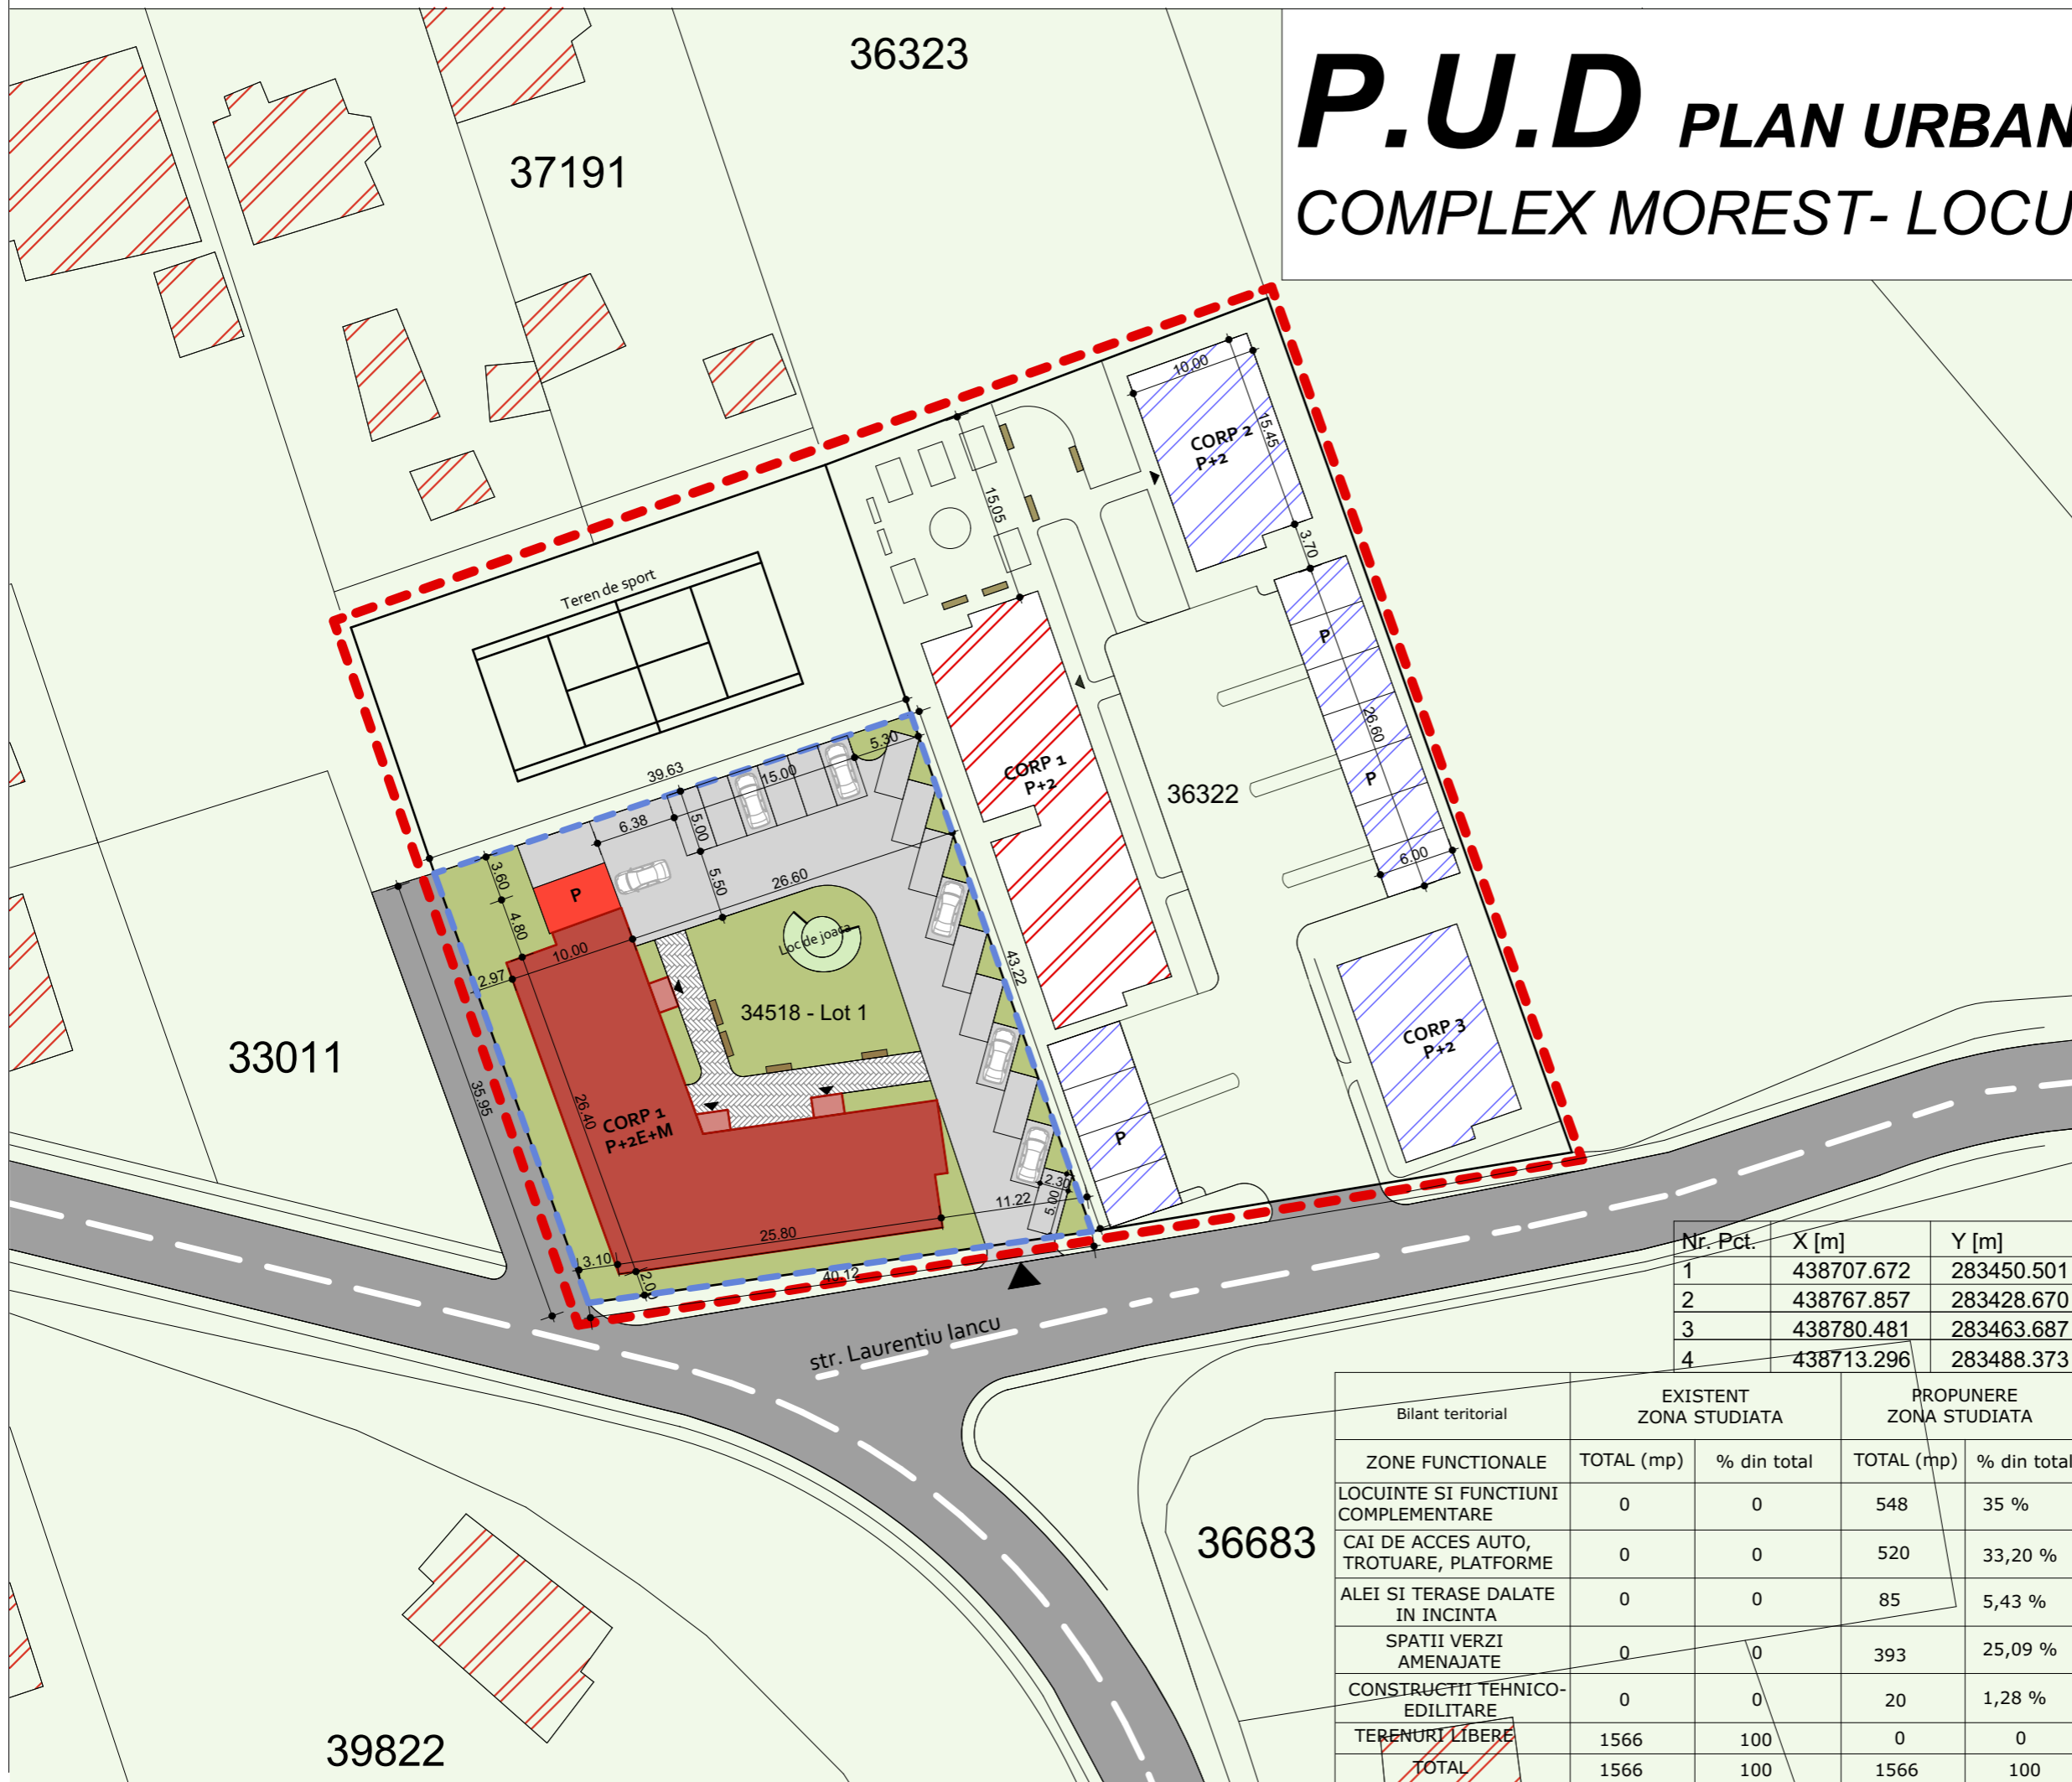 36323
P.U.D PLAN URBAN
37191
COMPLEX MOREST- LOCU
10.00
15.45
CORP 2
P+2
15.05
3.70
Teren de sport
P
26.60
CORP 1
P+2
36322
P
5.30
39.63
15.00
6.38
5.00
6.00
3.60
P
5.50
26.60
4.80
10.00
Loc de joaca
2.97
43.22
34518 - Lot 1
33011
CORP 3
P+2
35.95
26.40
CORP 1
P+2E+M
P
2.30
11.22
5.00
25.80
3.10
40.12
str. Laurentiu Iancu
Nr. Pct. X [m] Y [m]
1 438707.672 283450.501
2 438767.857 283428.670
3 438780.481 283463.687
4 438713.296 283488.373
Bilant teritorial EXISTENT PROPUNERE
ZONA STUDIATA ZONA STUDIATA
ZONE FUNCTIONALE TOTAL (mp) % din total TOTAL (mp) % din total
LOCUINTE SI FUNCTIUNI
COMPLEMENTARE 0 0 548 35 %
CAI DE ACCES AUTO,
TROTUARE, PLATFORME 0 0 520 33,20 %
ALEI SI TERASE DALATE
IN INCINTA 0 0 85 5,43 %
SPATII VERZI
AMENAJATE 0 0 393 25,09 %
CONSTRUCTII TEHNICO-
EDILITARE 0 0 20 1,28 %
TERENURI LIBERE 1566 100 0 0
TOTAL 1566 100 1566 100
36683
39822